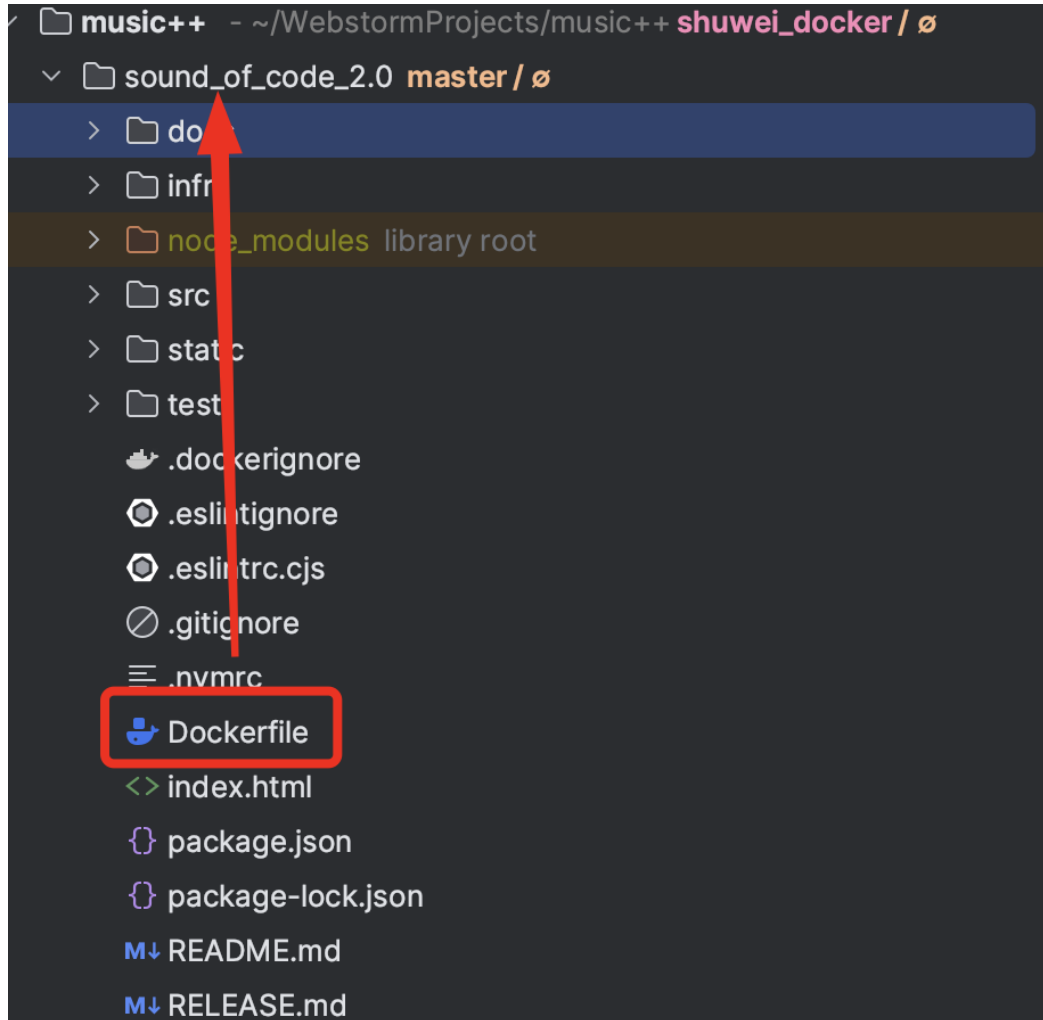 music++ - ~/WebstormProjects/music++ shuwei_docker / ø
sound_of_code_2.0 master / ø
node_modules library root
src
static
test
.dockerignore
.eslintignore
.eslintrc.cjs
.gitignore
.nvmrc
Dockerfile
<> index.html
{} package.json
{} package-lock.json
M↓ README.md
M↓ RELEASE.md